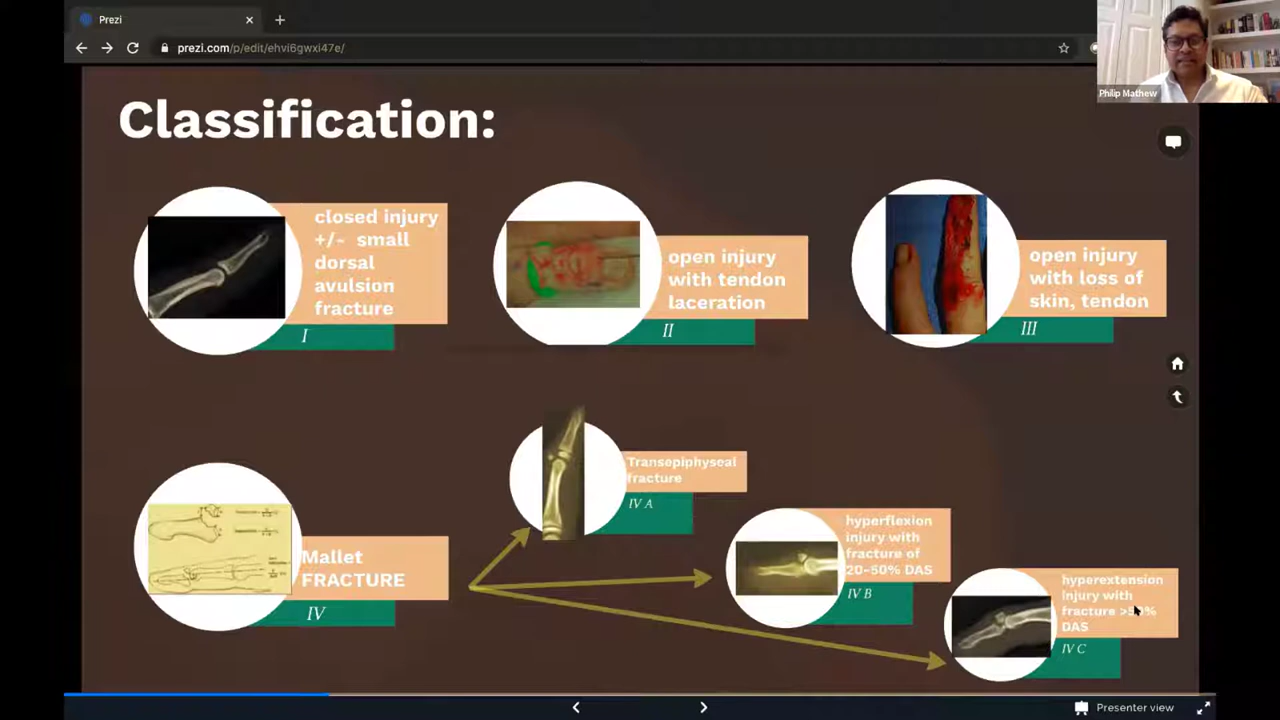 Prezi
prezi.com/p/edit/ehvi6gwxi47e/
Philip Mathew
Classification:
closed injury
+/- small
dorsal
avulsion
fracture
I
open injury
with tendon
laceration
II
open injury
with loss of
skin, tendon
III
Mallet
FRACTURE
IV
Transepiphyseal
fracture
IV A
hyperflexion
injury with
fracture of
20-50% DAS
IV B
hyperextension
injury with
fracture >50%
DAS
IV C
Presenter view